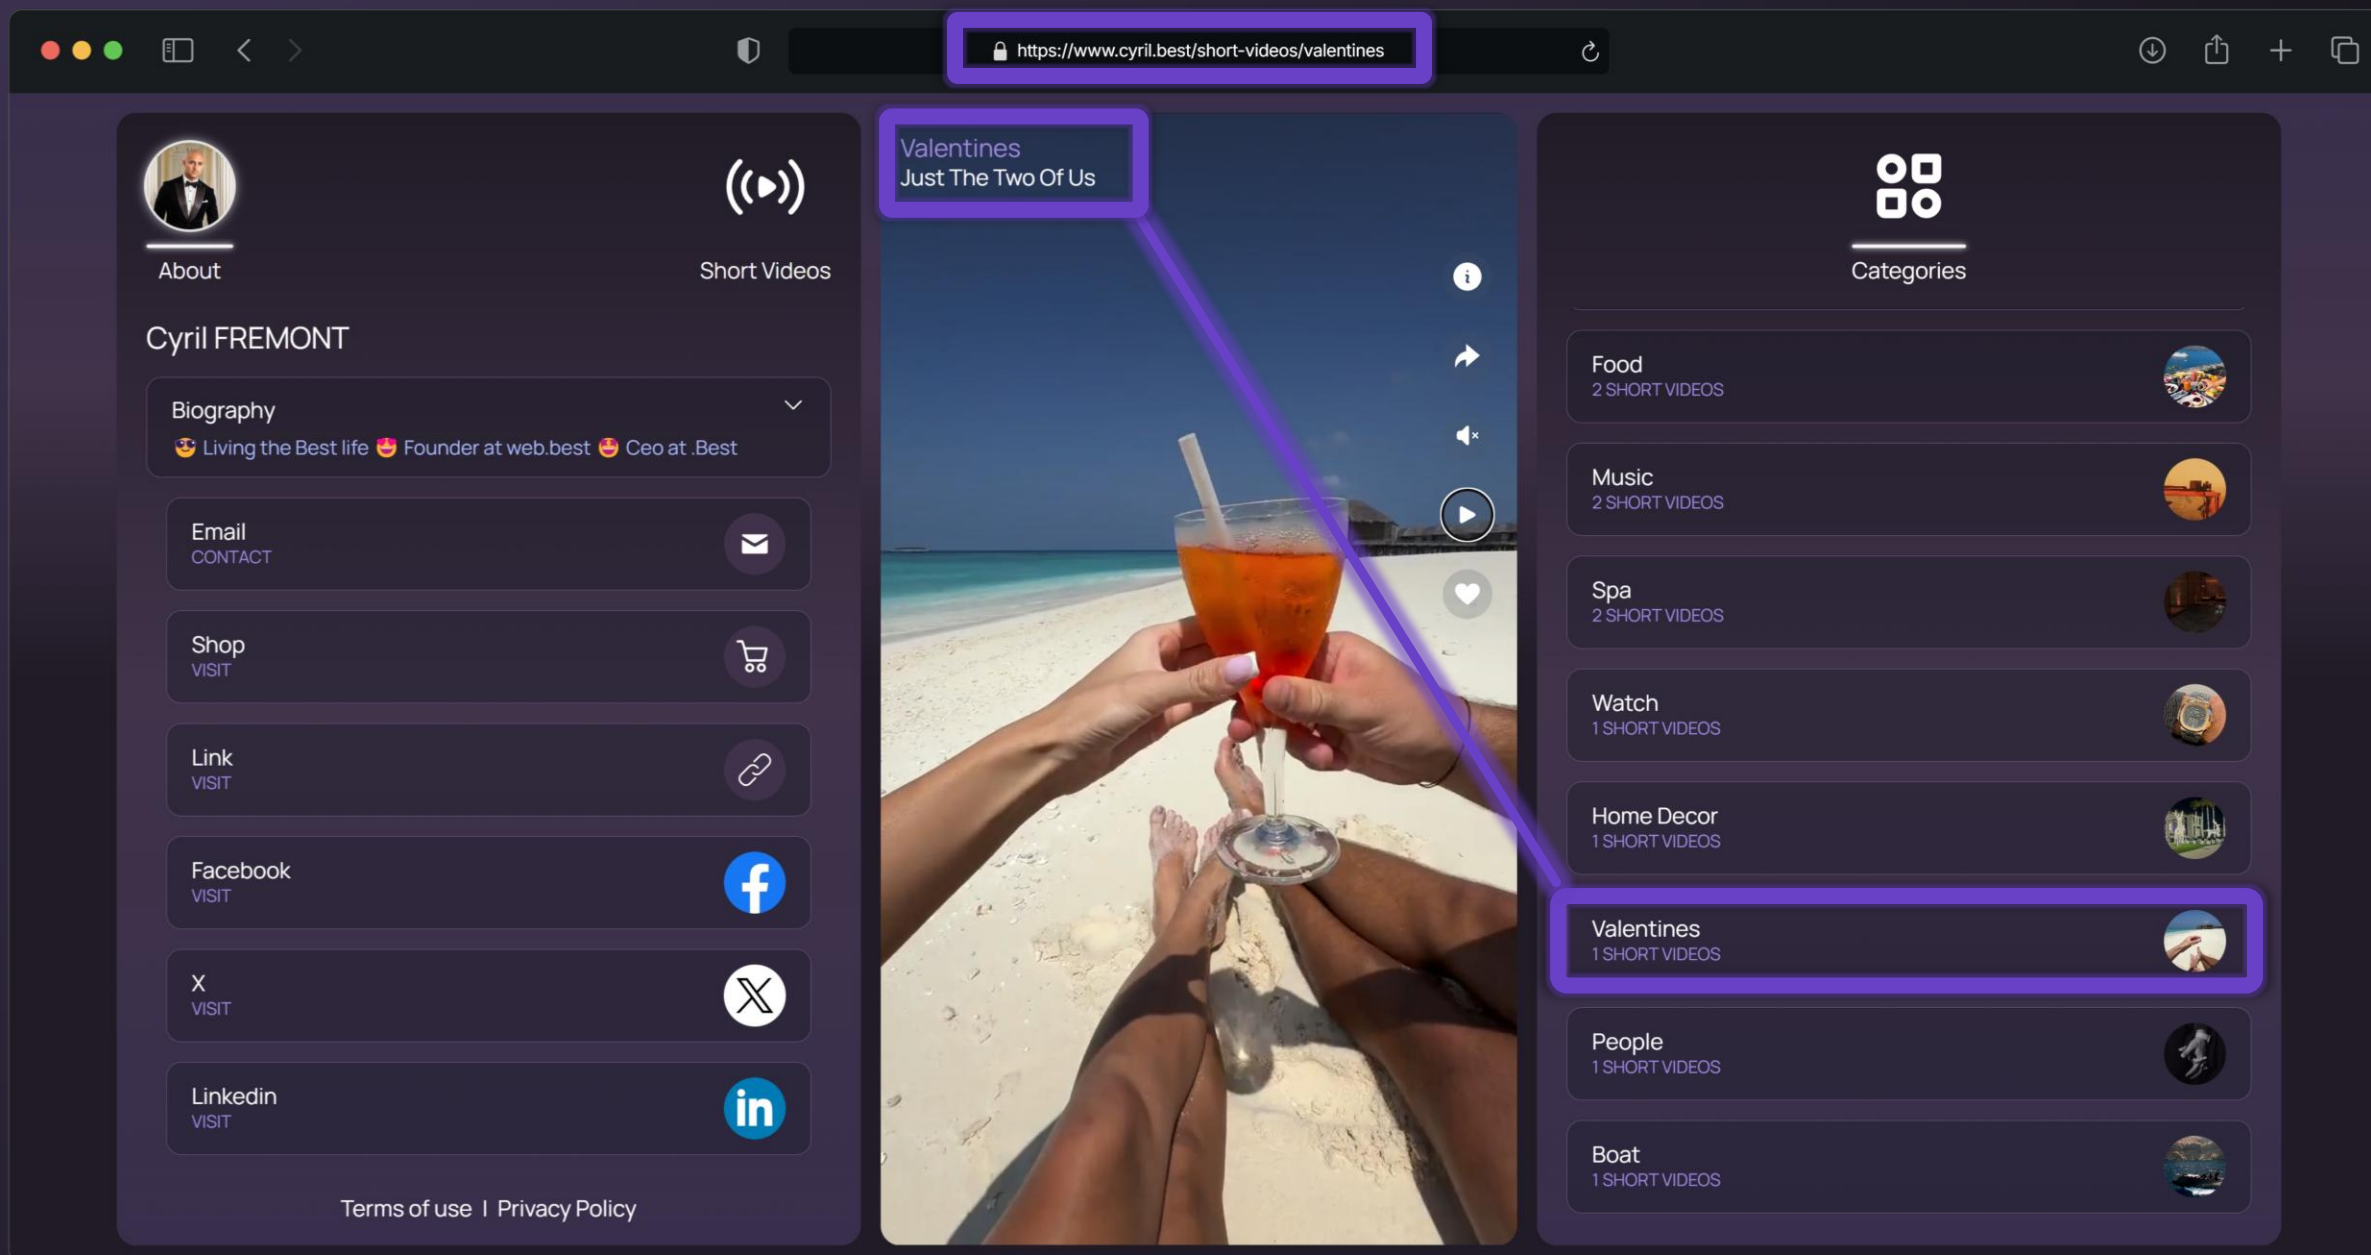 https://www.cyril.best/short-videos/valentines
About
Short Videos
Cyril FREMONT
Biography
😎 Living the Best life 😍 Founder at web.best 🤩 Ceo at .Best
Email
CONTACT
Shop
VISIT
Link
VISIT
Facebook
VISIT
X
VISIT
Linkedin
VISIT
Terms of use | Privacy Policy
Valentines
Just The Two Of Us
Categories
Food
2 SHORT VIDEOS
Music
2 SHORT VIDEOS
Spa
2 SHORT VIDEOS
Watch
1 SHORT VIDEOS
Home Decor
1 SHORT VIDEOS
Valentines
1 SHORT VIDEOS
People
1 SHORT VIDEOS
Boat
1 SHORT VIDEOS